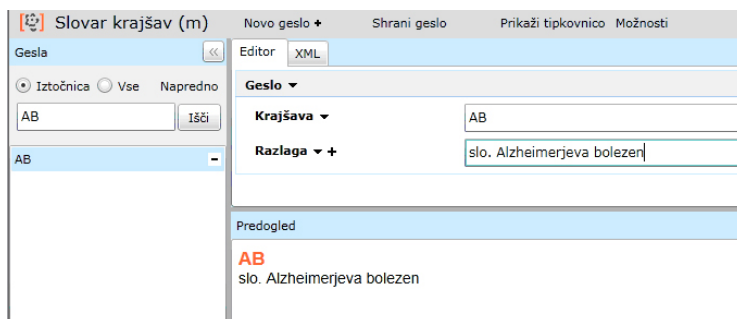 Slovar krajšav (m) Novo geslo + Shrani geslo Prikaži tipkovnico Možnosti
Gesla
Editor XML
Iztočnica Vse Napredno
Geslo
AB Išči
Krajšava AB
Razlaga + slo. Alzheimerjeva bolezen
AB
Predogled
AB
slo. Alzheimerjeva bolezen